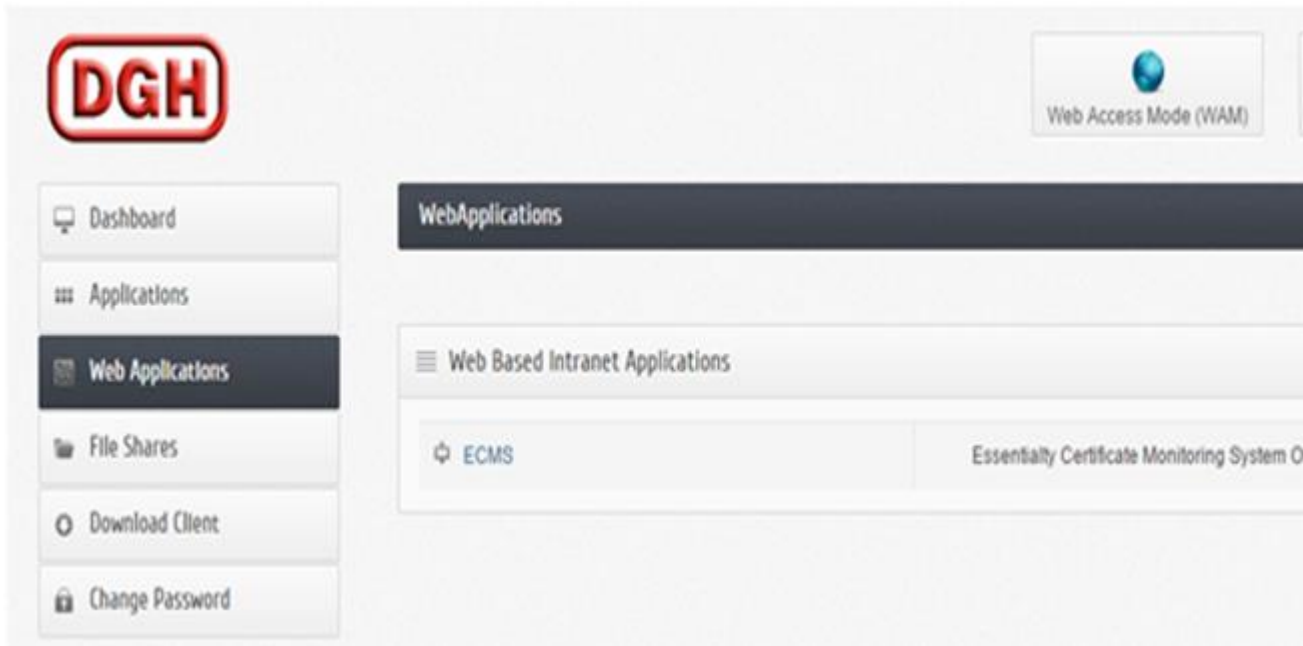 DGH
Web Access Mode (WAM)
Dashboard
Applications
Web Applications
File Shares
Download Client
Change Password
WebApplications
Web Based Intranet Applications
ECMS
Essentialty Certificate Monitoring System O